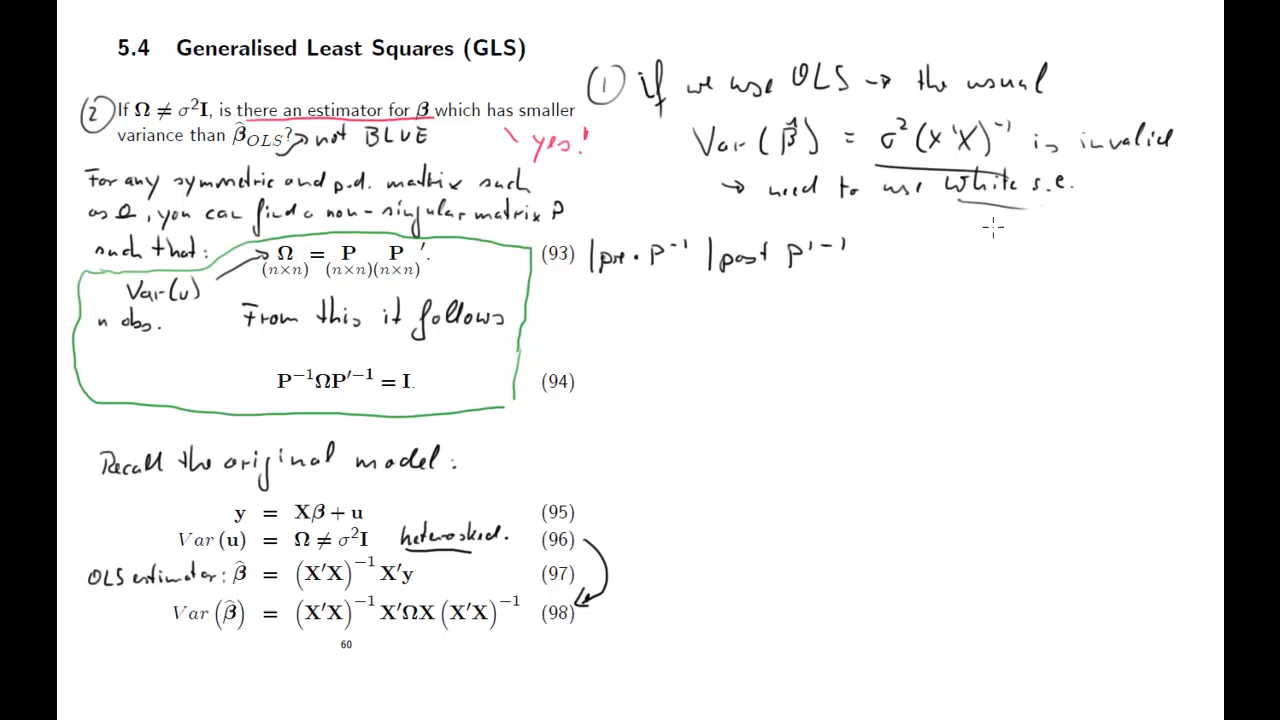 5.4 Generalised Least Squares (GLS)
② If Ω ≠ σ²I, is there an estimator for β which has smaller
variance than β̂_OLS? → not BLUE
yes!
For any symmetric and p.d. matrix such
as Ω, you can find a non-singular matrix P
such that:
Ω = P P′. (93)
(n×n) (n×n)(n×n)
Var(u)
n obs.
From this it follows
P⁻¹ΩP′⁻¹ = I. (94)
Recall the original model:
y = Xβ + u (95)
Var(u) = Ω ≠ σ²I heterosked. (96)
OLS estimator: β̂ = (X′X)⁻¹ X′y (97)
Var(β̂) = (X′X)⁻¹ X′ΩX (X′X)⁻¹ (98)
60
① if we use OLS → the usual
Var(β̂) = σ²(X'X)⁻¹ is invalid
→ need to use White s.e.
|pre · P⁻¹ |post P'⁻¹